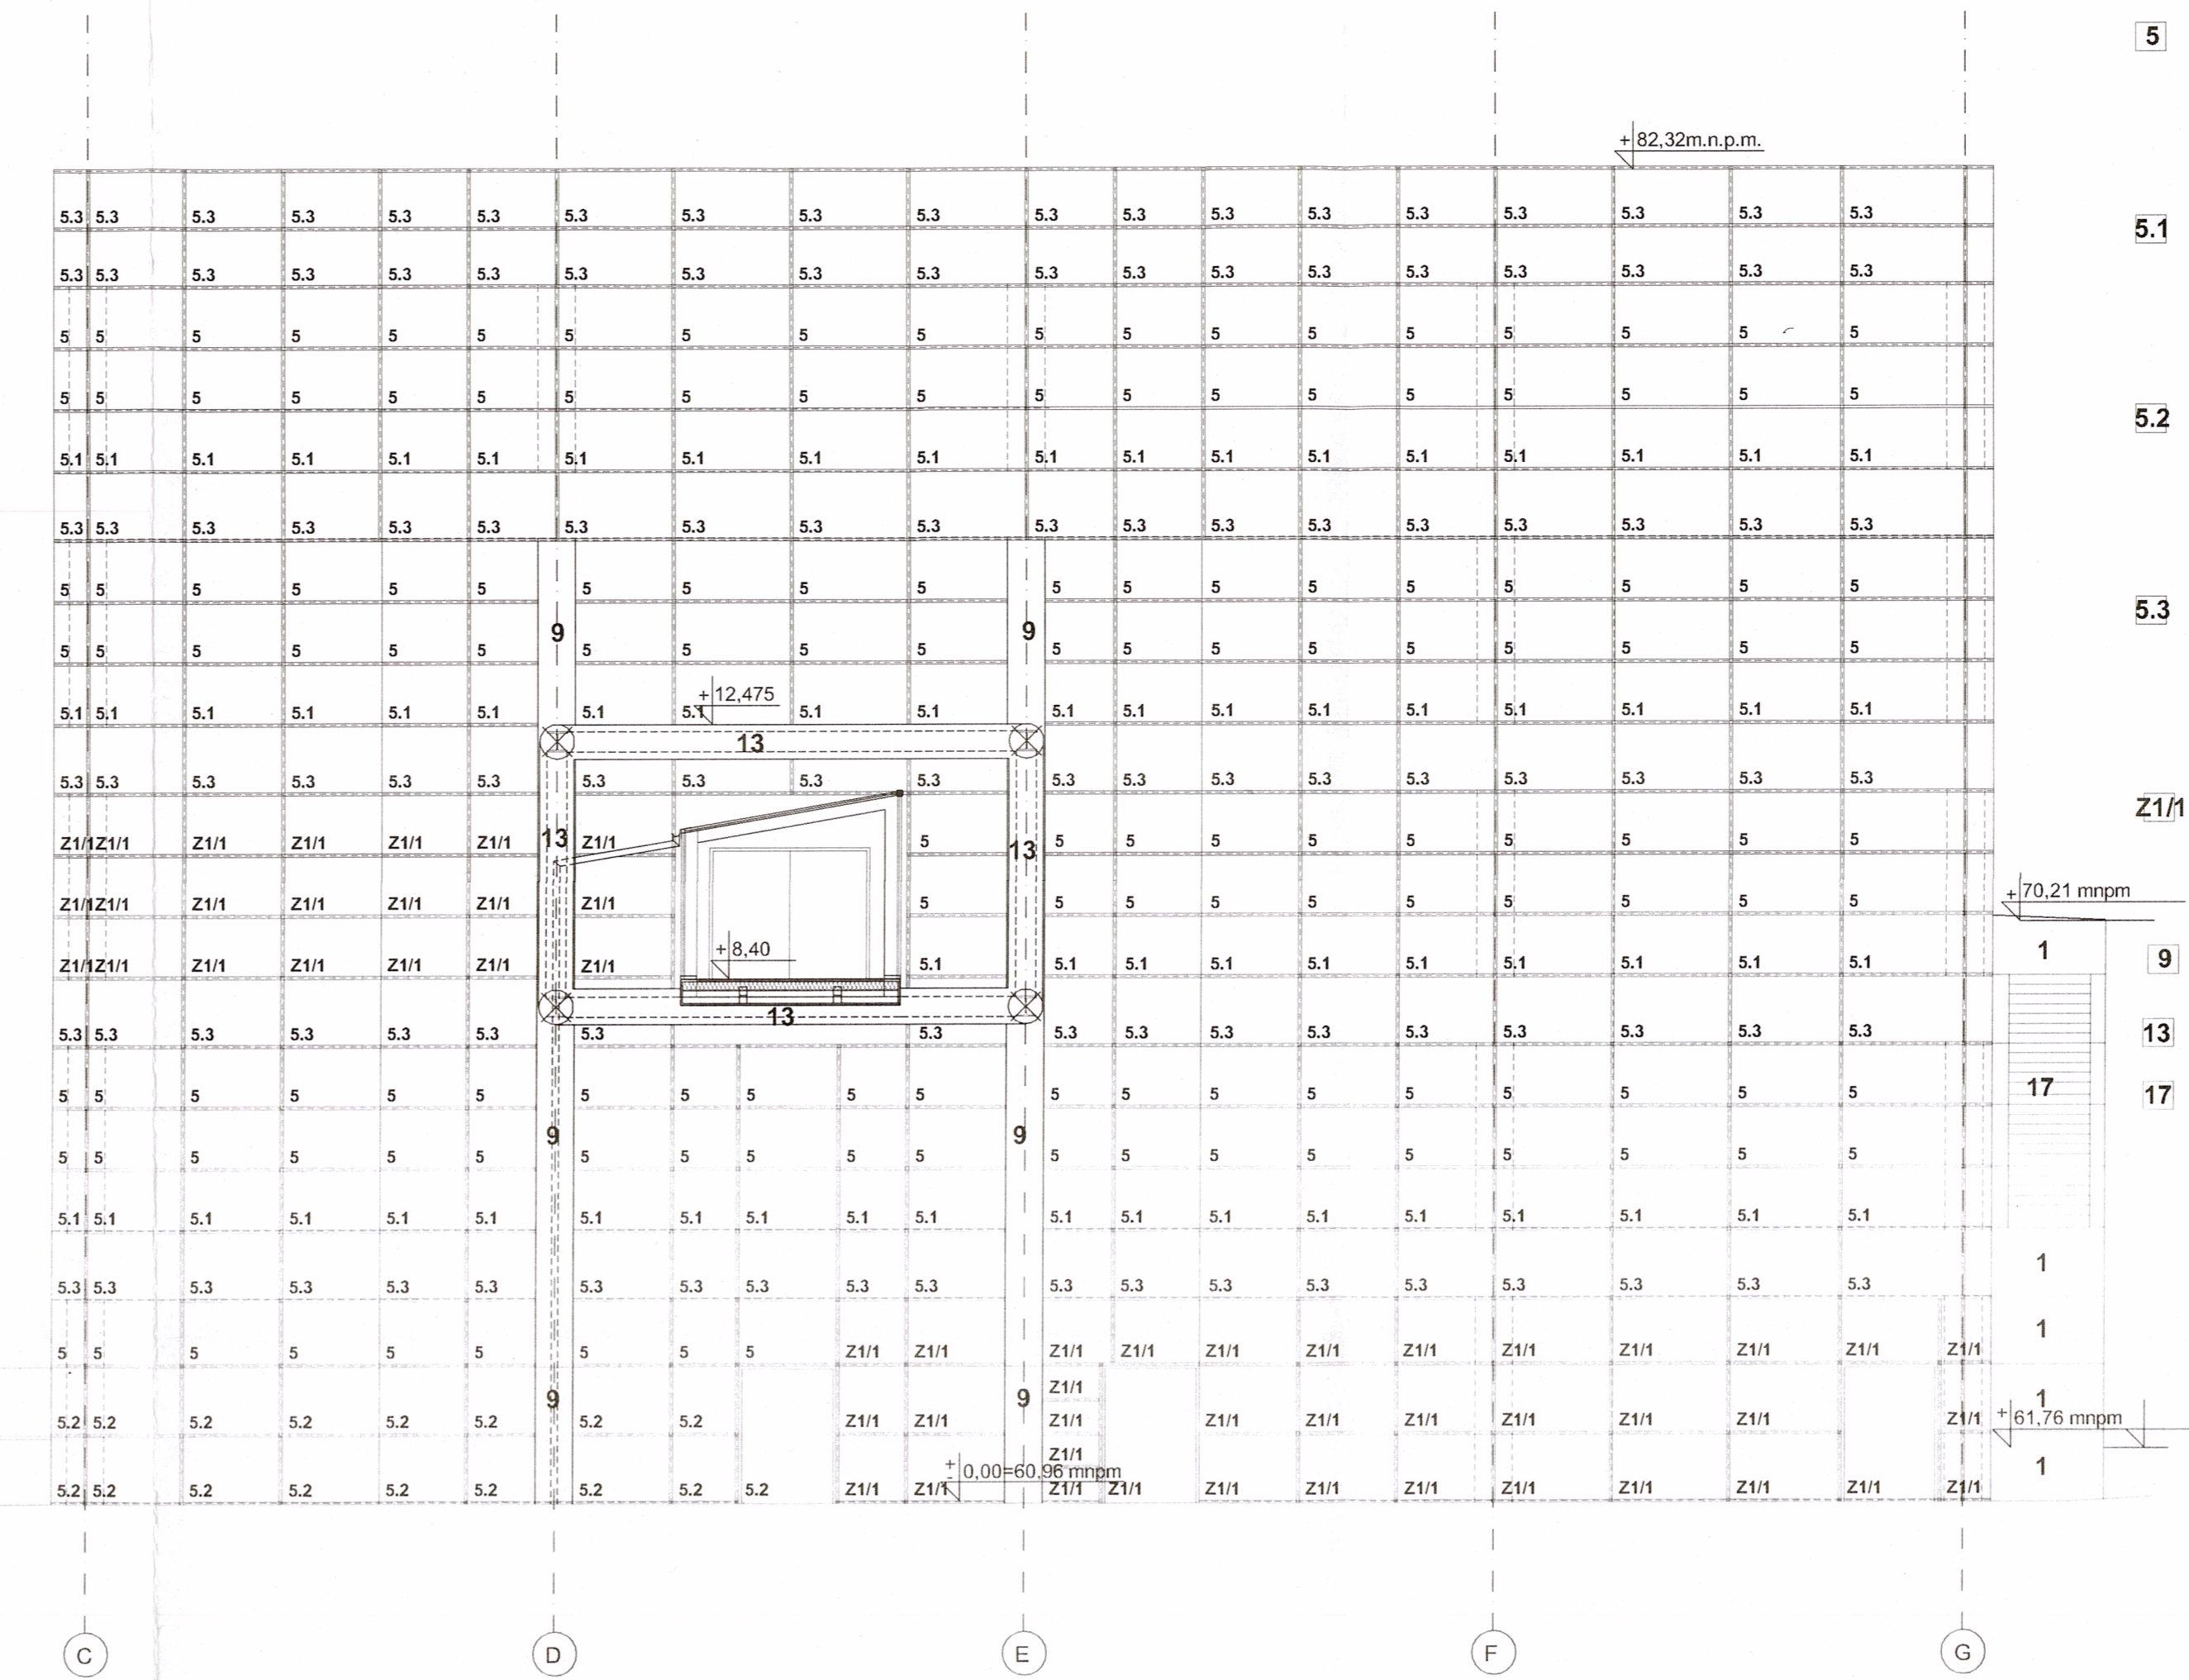 5
+82,32m.n.p.m.
5.3 5.3 5.3 5.3 5.3 5.3 5.3 5.3 5.3 5.3 5.3 5.3 5.3 5.3 5.3 5.3 5.3 5.3 5.3
5.1
5.3 5.3 5.3 5.3 5.3 5.3 5.3 5.3 5.3 5.3 5.3 5.3 5.3 5.3 5.3 5.3 5.3 5.3 5.3
5 5 5 5 5 5 5 5 5 5 5 5 5 5 5 5 5 5 5
5 5 5 5 5 5 5 5 5 5 5 5 5 5 5 5 5 5 5
5.2
5.1 5.1 5.1 5.1 5.1 5.1 5.1 5.1 5.1 5.1 5.1 5.1 5.1 5.1 5.1 5.1 5.1 5.1 5.1
5.3 5.3 5.3 5.3 5.3 5.3 5.3 5.3 5.3 5.3 5.3 5.3 5.3 5.3 5.3 5.3 5.3 5.3 5.3
5 5 5 5 5 5 5 5 5 5 5 5 5 5 5 5 5 5 5
5.3
9 9
5 5 5 5 5 5 5 5 5 5 5 5 5 5 5 5 5 5 5
+12,475
5.1 5.1 5.1 5.1 5.1 5.1 5.1 5.1 5.1 5.1 5.1 5.1 5.1 5.1 5.1 5.1 5.1 5.1 5.1
13
5.3 5.3 5.3 5.3 5.3 5.3 5.3 5.3 5.3 5.3 5.3 5.3 5.3 5.3 5.3 5.3 5.3 5.3 5.3
Z1/1
Z1/1 Z1/1 Z1/1 Z1/1 Z1/1 Z1/1 13 Z1/1 5 13 5 5 5 5 5 5 5 5 5
+70,21 mnpm
Z1/1 Z1/1 Z1/1 Z1/1 Z1/1 Z1/1 Z1/1 5 5 5 5 5 5 5 5 5 5
+8,40
1
9
Z1/1 Z1/1 Z1/1 Z1/1 Z1/1 Z1/1 Z1/1 5.1 5.1 5.1 5.1 5.1 5.1 5.1 5.1 5.1 5.1
13
13
5.3 5.3 5.3 5.3 5.3 5.3 5.3 5.3 5.3 5.3 5.3 5.3 5.3 5.3 5.3 5.3 5.3
17
17
5 5 5 5 5 5 5 5 5 5 5 5 5 5 5 5 5 5 5 5
9 9
5 5 5 5 5 5 5 5 5 5 5 5 5 5 5 5 5 5 5 5
5.1 5.1 5.1 5.1 5.1 5.1 5.1 5.1 5.1 5.1 5.1 5.1 5.1 5.1 5.1 5.1 5.1 5.1 5.1 5.1
1
5.3 5.3 5.3 5.3 5.3 5.3 5.3 5.3 5.3 5.3 5.3 5.3 5.3 5.3 5.3 5.3 5.3 5.3 5.3 5.3
1
5 5 5 5 5 5 5 5 5 Z1/1 Z1/1 Z1/1 Z1/1 Z1/1 Z1/1 Z1/1 Z1/1 Z1/1 Z1/1 Z1/1 Z1/1
Z1/1
9 9
1
5.2 5.2 5.2 5.2 5.2 5.2 5.2 5.2 Z1/1 Z1/1 Z1/1 Z1/1 Z1/1 Z1/1 Z1/1 Z1/1 Z1/1 Z1/1
+61,76 mnpm
Z1/1
1
+- 0,00=60,96 mnpm
5.2 5.2 5.2 5.2 5.2 5.2 5.2 5.2 5.2 Z1/1 Z1/1 Z1/1 Z1/1 Z1/1 Z1/1 Z1/1 Z1/1 Z1/1 Z1/1 Z1/1 Z1/1
C D E F G